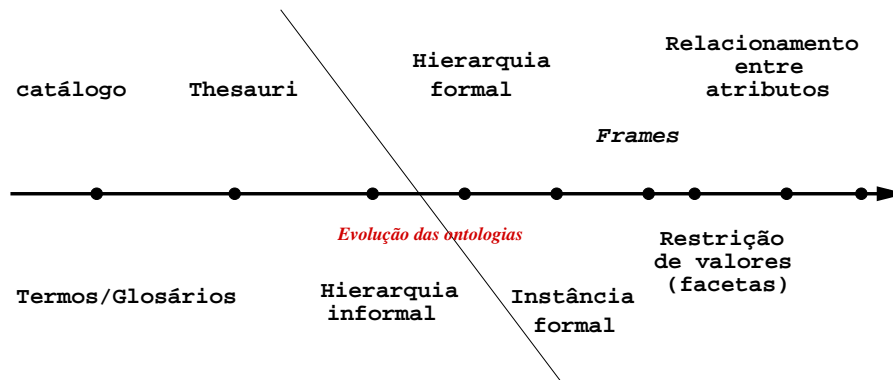 catálogo
Thesauri
Hierarquia
formal
Relacionamento
entre
atributos
Frames
Evolução das ontologias
Termos/Glosários
Hierarquia
informal
Instância
formal
Restrição
de valores
(facetas)